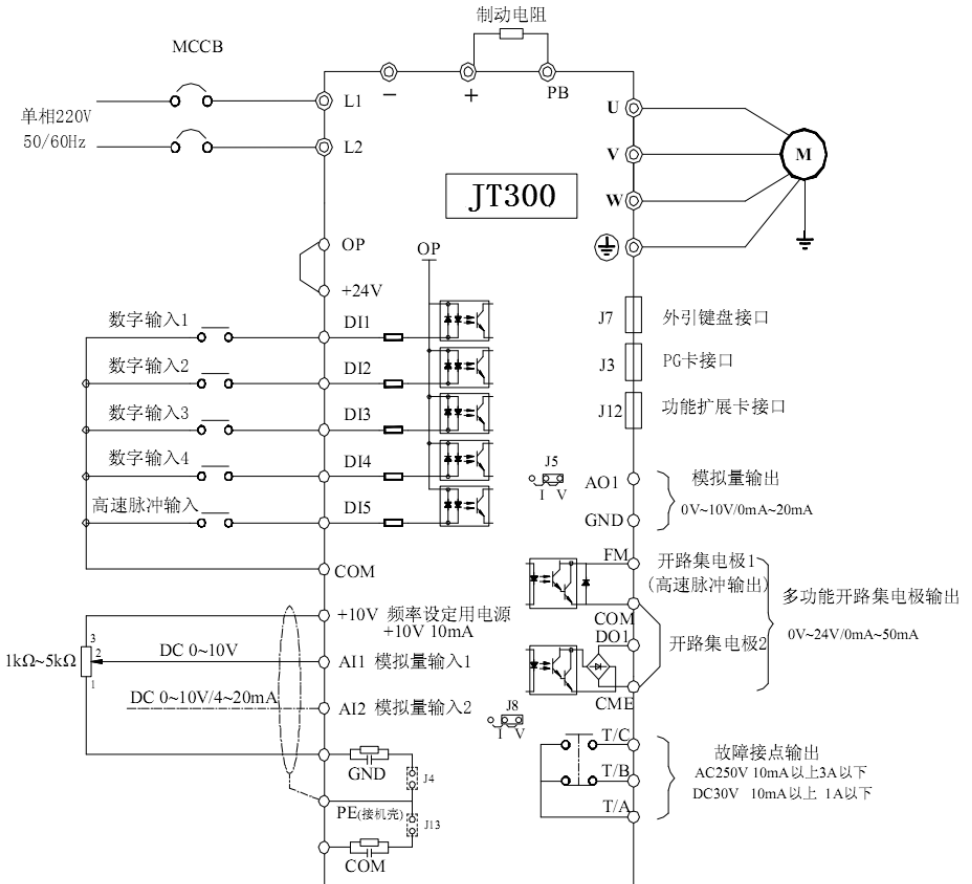 制动电阻
MCCB
− + PB
单相220V
50/60Hz
L1
L2
U
V
W
M
JT300
OP
+24V
OP
数字输入1 DI1
数字输入2 DI2
数字输入3 DI3
数字输入4 DI4
高速脉冲输入 DI5
COM
J7 外引键盘接口
J3 PG卡接口
J12 功能扩展卡接口
J5
I V
AO1
GND
模拟量输出
0V~10V/0mA~20mA
FM
COM
开路集电极1
(高速脉冲输出)
DO1
CME
开路集电极2
多功能开路集电极输出
0V~24V/0mA~50mA
+10V 频率设定用电源
+10V 10mA
1kΩ~5kΩ
3
2
1
DC 0~10V
AI1 模拟量输入1
DC 0~10V/4~20mA
AI2 模拟量输入2
J8
I V
GND
J4
PE(接机壳)
J13
COM
T/C
T/B
T/A
故障接点输出
AC250V 10mA以上3A以下
DC30V 10mA以上 1A以下